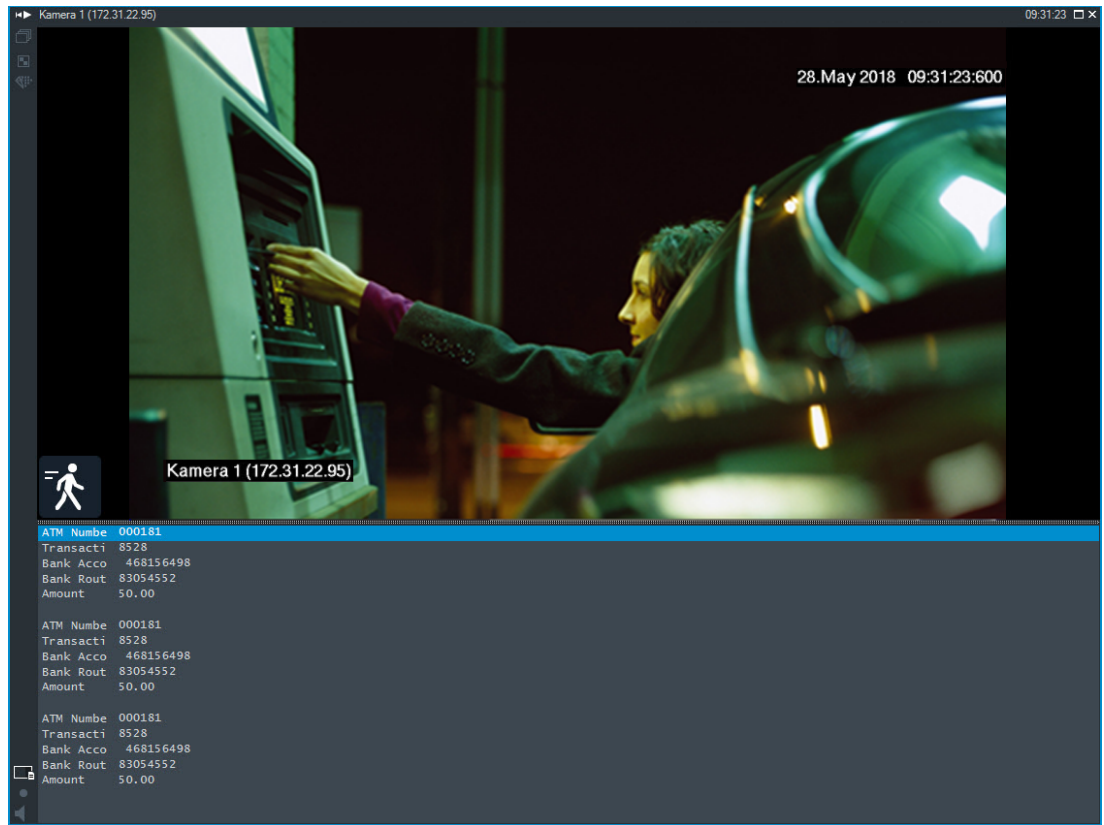 Kamera 1 (172.31.22.95) 09:31:23
28.May 2018 09:31:23:600
Kamera 1 (172.31.22.95)
ATM Numbe 000181
Transacti 8528
Bank Acco 468156498
Bank Rout 83054552
Amount 50.00
ATM Numbe 000181
Transacti 8528
Bank Acco 468156498
Bank Rout 83054552
Amount 50.00
ATM Numbe 000181
Transacti 8528
Bank Acco 468156498
Bank Rout 83054552
Amount 50.00